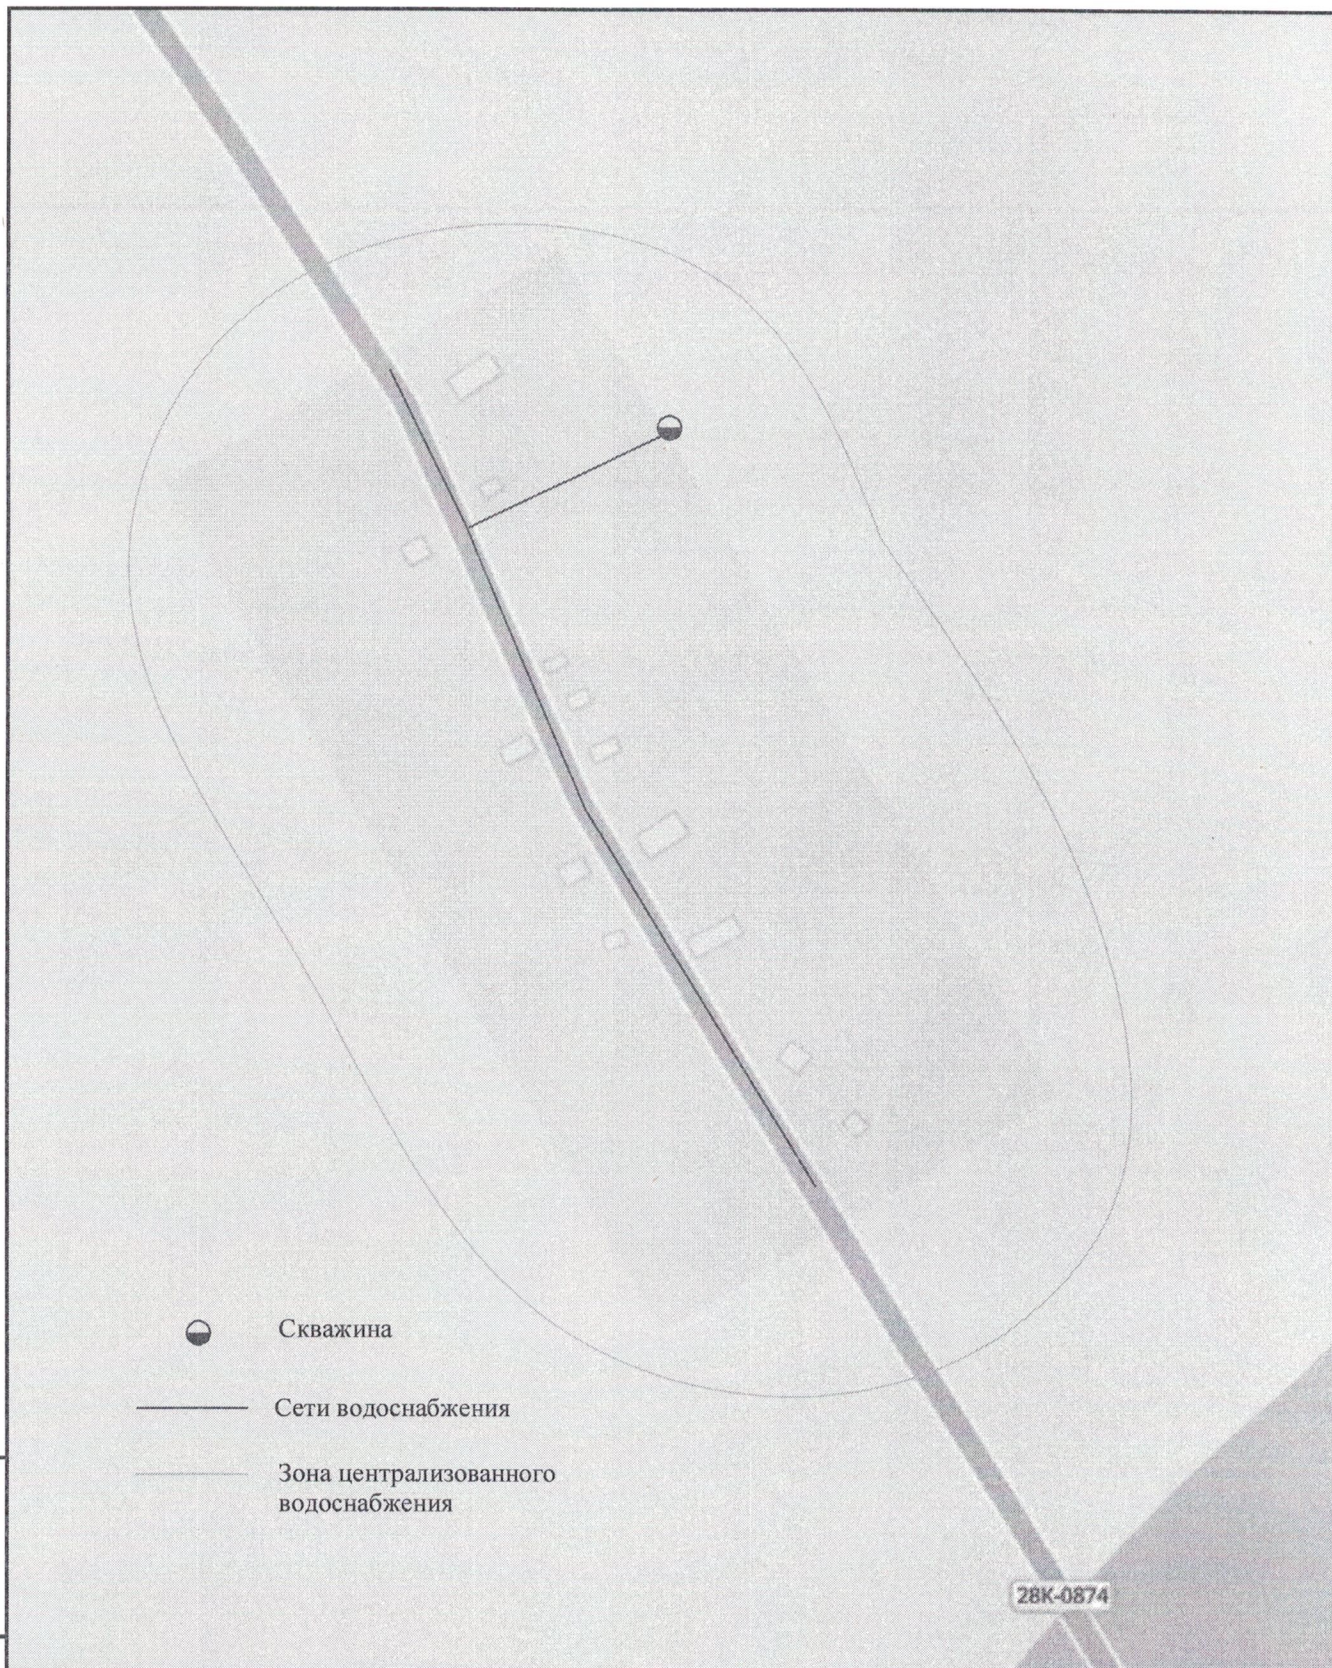 Скважина
Сети водоснабжения
Зона централизованного
водоснабжения
28К-0874